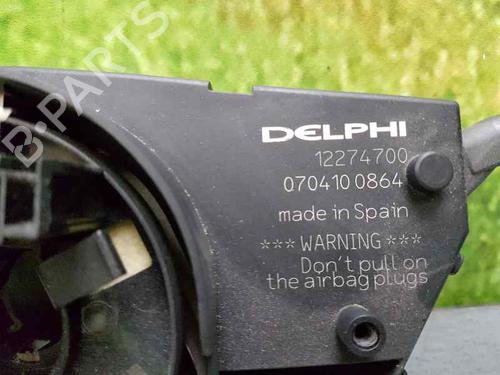 B-PARTS
DELPHI
12274700
070410 0864
made in Spain
*** WARNING ***
Don't pull on
the airbag plugs